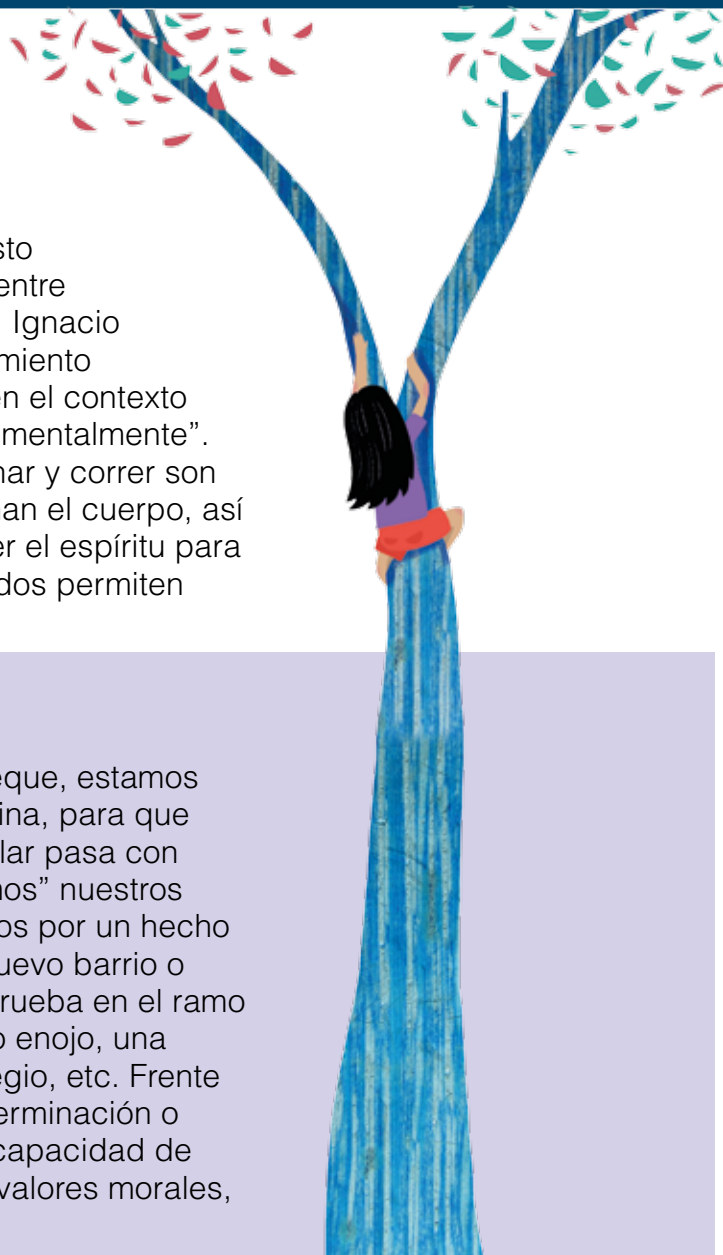 sto
entre
Ignacio
miento
en el contexto
mentalmente”.
nar y correr son
nan el cuerpo, así
er el espíritu para
dos permiten
eque, estamos
ina, para que
lar pasa con
nos” nuestros
os por un hecho
uevo barrio o
rueba en el ramo
o enojo, una
egio, etc. Frente
erminación o
capacidad de
valores morales,